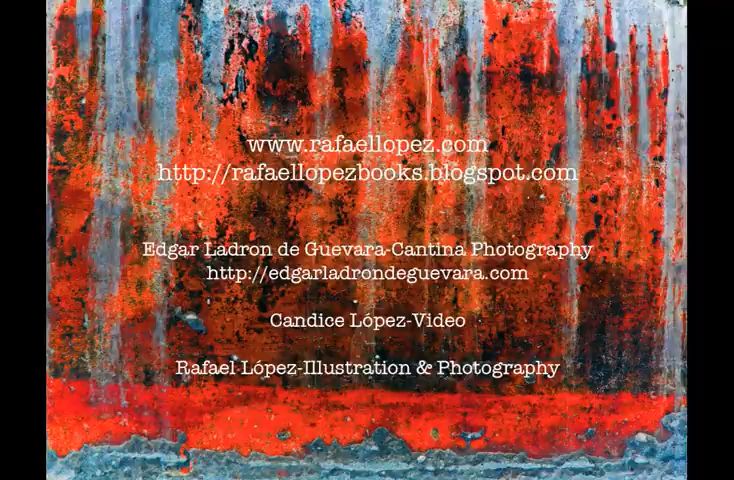 www.rafaellopez.com
http://rafaellopezbooks.blogspot.com
Edgar Ladron de Guevara-Cantina Photography
http://edgarladrondeguevara.com
Candice López-Video
Rafael López-Illustration & Photography